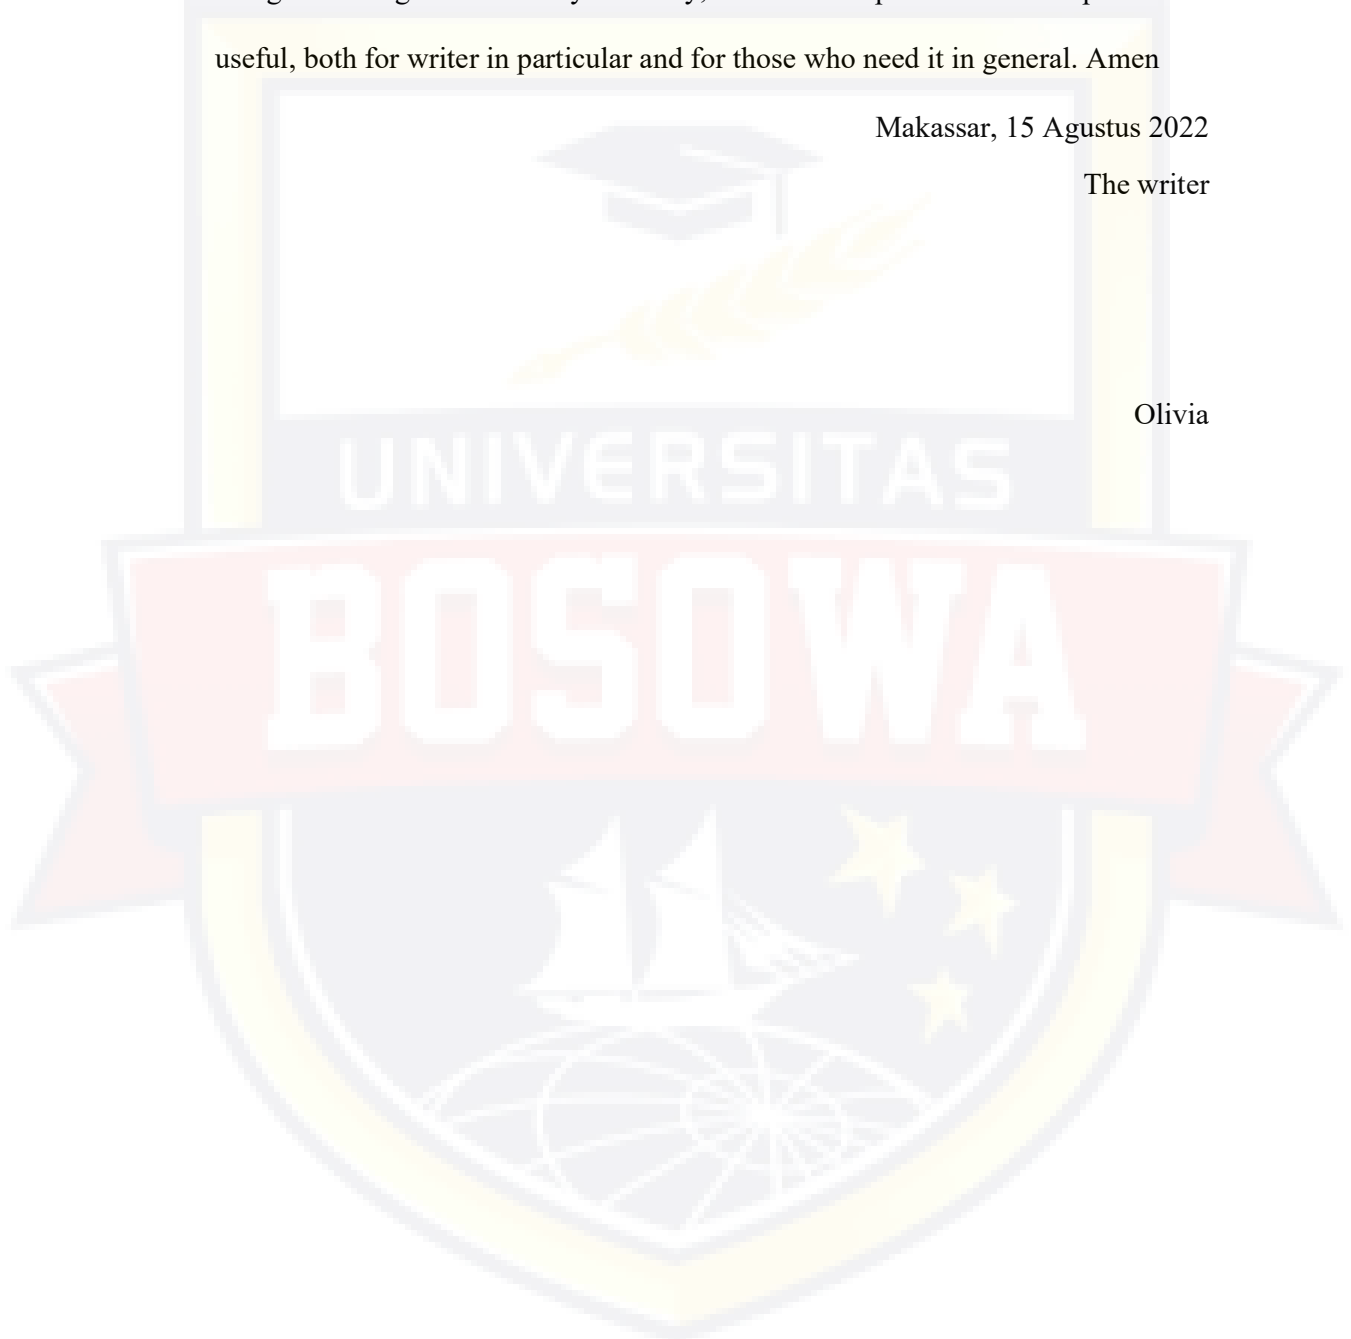 useful, both for writer in particular and for those who need it in general. Amen
Makassar, 15 Agustus 2022
The writer
Olivia
UNIVERSITAS
BOSOWA